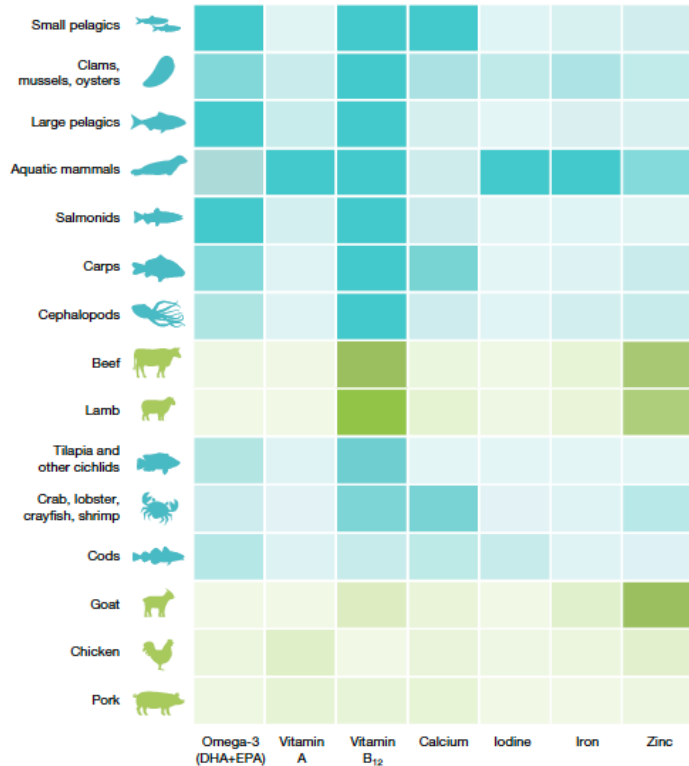 Small pelagics
Clams,
mussels, oysters
Large pelagics
Aquatic mammals
Salmonids
Carps
Cephalopods
Beef
Lamb
Tilapia and
other cichlids
Crab, lobster,
crayfish, shrimp
Cods
Goat
Chicken
Pork
Omega-3 Vitamin Vitamin Calcium Iodine Iron Zinc
(DHA+EPA) A B₁₂